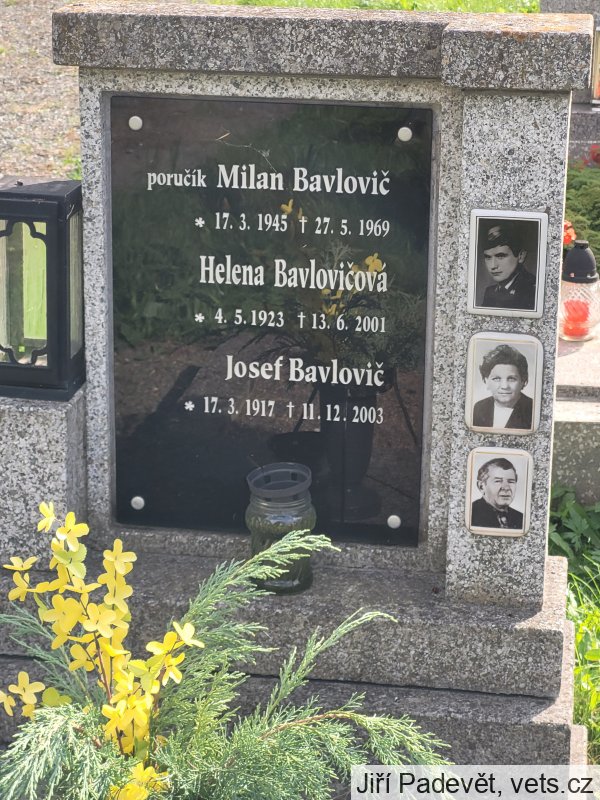 poručík Milan Bavlovič
* 17. 3. 1945 † 27. 5. 1969
Helena Bavlovičová
* 4. 5. 1923 † 13. 6. 2001
Josef Bavlovič
* 17. 3. 1917 † 11. 12. 2003
Jiří Padevět, vets.cz